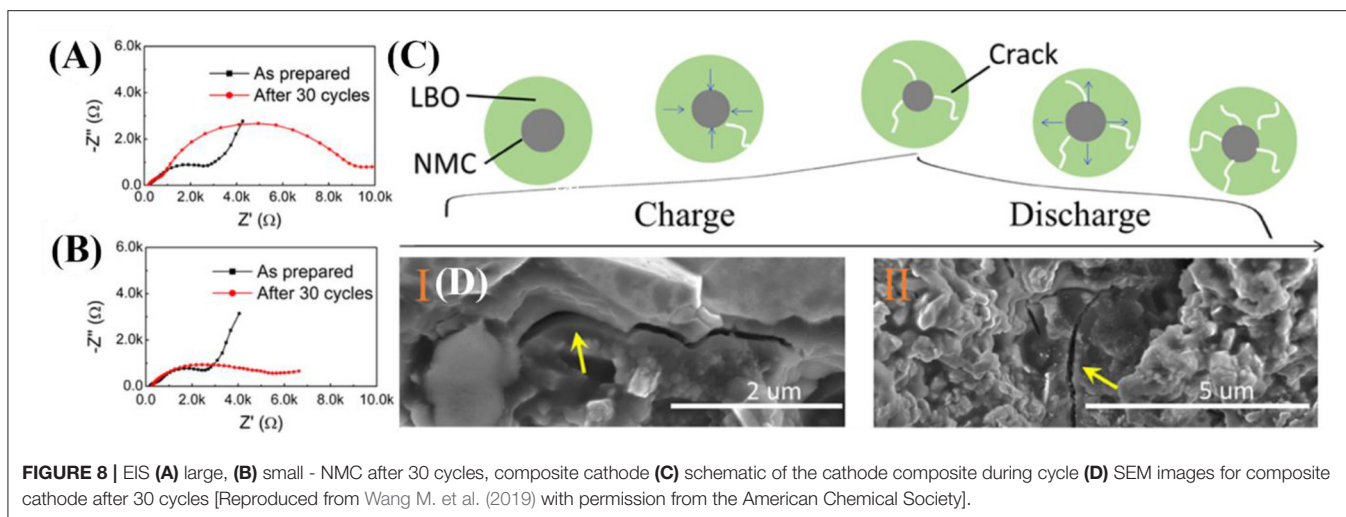 (A)
6.0k
4.0k
2.0k
0.0
-Z'' (Ω)
As prepared
After 30 cycles
0.0 2.0k 4.0k 6.0k 8.0k 10.0k
Z' (Ω)
(B)
6.0k
4.0k
2.0k
0.0
-Z'' (Ω)
As prepared
After 30 cycles
0.0 2.0k 4.0k 6.0k 8.0k 10.0k
Z' (Ω)
(C)
LBO
NMC
Crack
Charge
Discharge
I (D)
2 um
II
5 um
FIGURE 8 | EIS (A) large, (B) small - NMC after 30 cycles, composite cathode (C) schematic of the cathode composite during cycle (D) SEM images for composite
cathode after 30 cycles [Reproduced from Wang M. et al. (2019) with permission from the American Chemical Society].